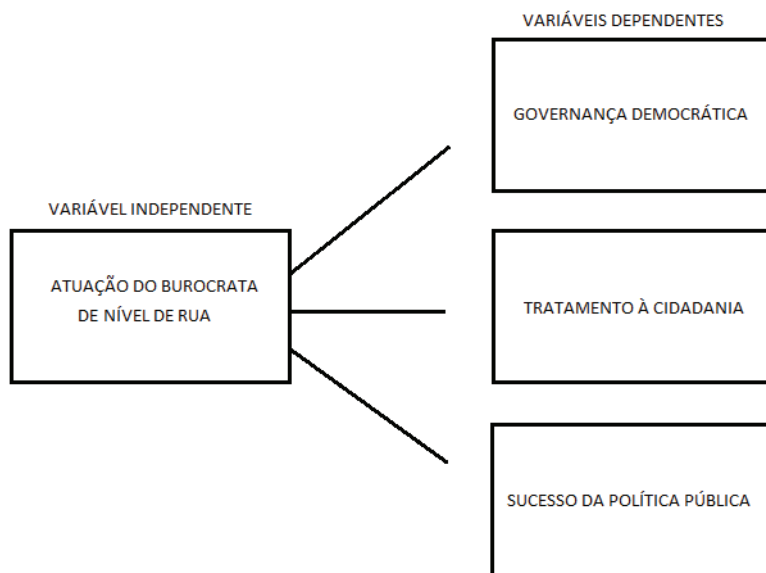 VARIÁVEIS DEPENDENTES
GOVERNANÇA DEMOCRÁTICA
VARIÁVEL INDEPENDENTE
ATUAÇÃO DO BUROCRATA
DE NÍVEL DE RUA
TRATAMENTO À CIDADANIA
SUCESSO DA POLÍTICA PÚBLICA